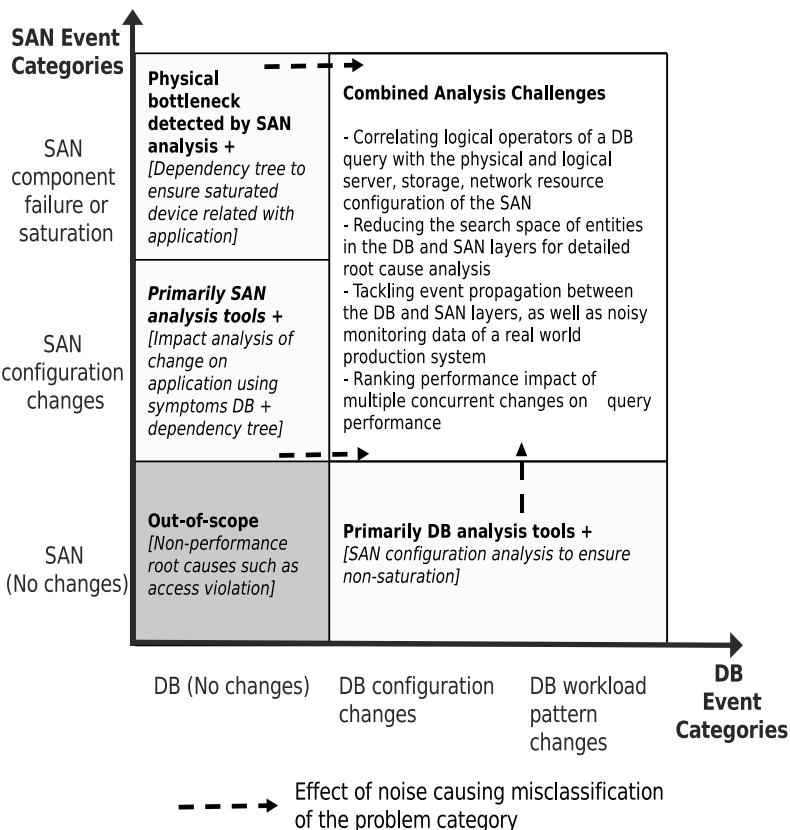 SAN Event
Categories
SAN
component
failure or
saturation
SAN
configuration
changes
SAN
(No changes)
Physical
bottleneck
detected by SAN
analysis +
[Dependency tree to
ensure saturated
device related with
application]
Primarily SAN
analysis tools +
[Impact analysis of
change on
application using
symptoms DB +
dependency tree]
Out-of-scope
[Non-performance
root causes such as
access violation]
Combined Analysis Challenges
- Correlating logical operators of a DB
query with the physical and logical
server, storage, network resource
configuration of the SAN
- Reducing the search space of entities
in the DB and SAN layers for detailed
root cause analysis
- Tackling event propagation between
the DB and SAN layers, as well as noisy
monitoring data of a real world
production system
- Ranking performance impact of
multiple concurrent changes on query
performance
Primarily DB analysis tools +
[SAN configuration analysis to ensure
non-saturation]
DB (No changes)
DB configuration
changes
DB workload
pattern
changes
DB
Event
Categories
Effect of noise causing misclassification
of the problem category